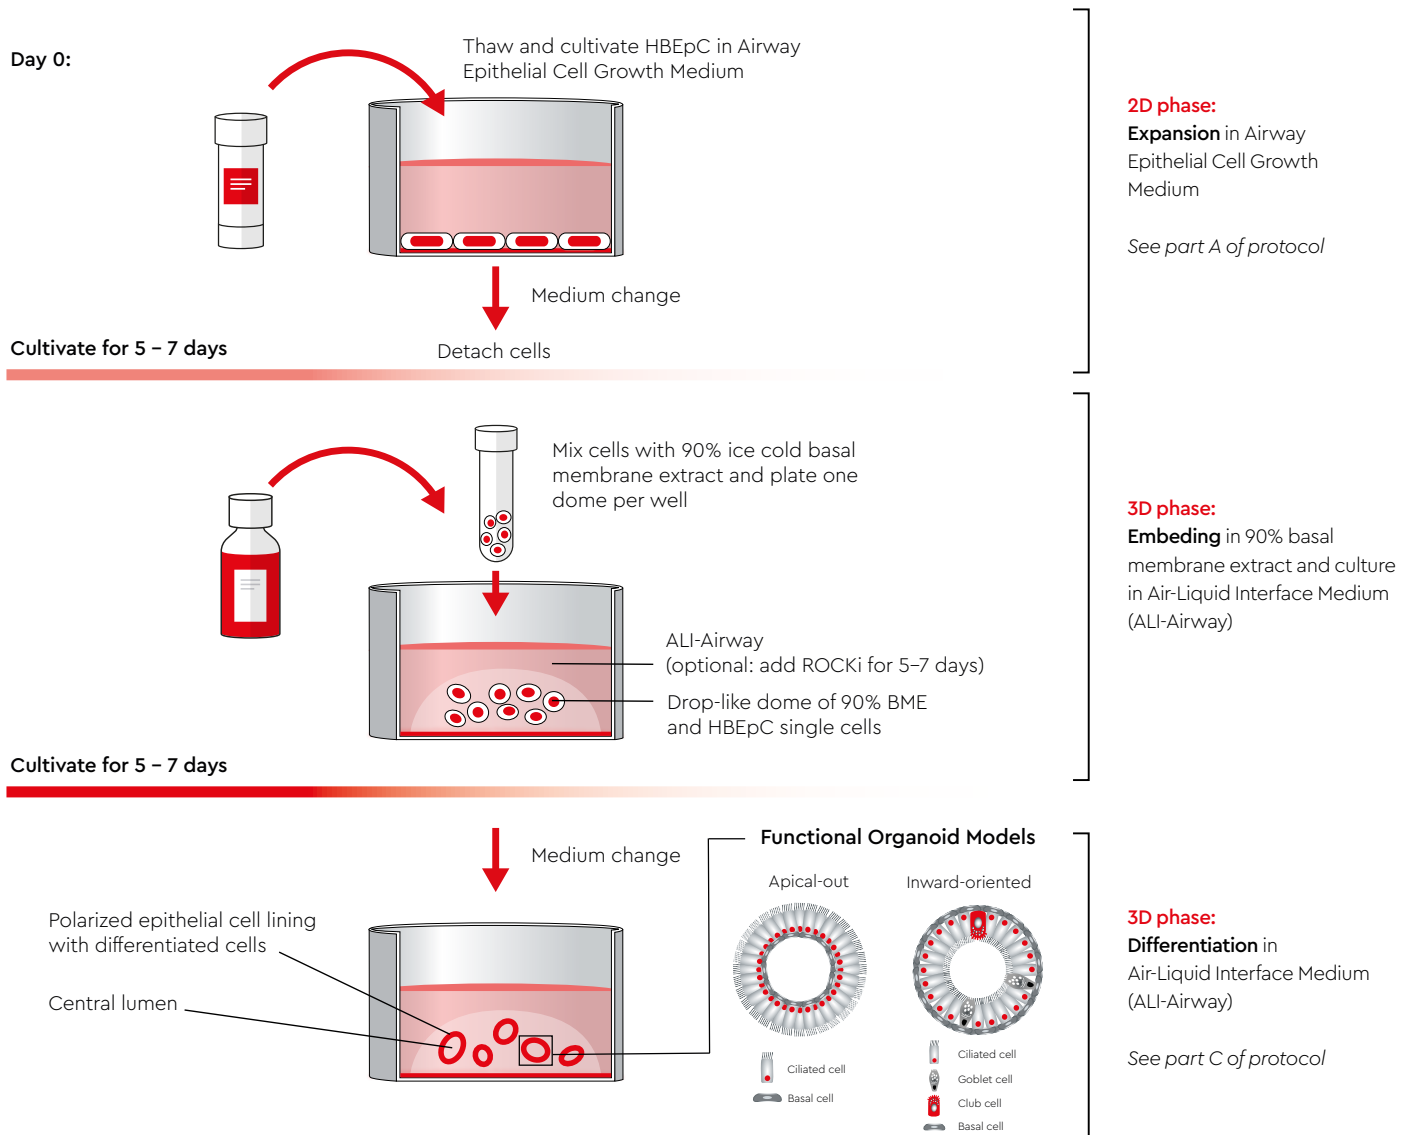 Day 0:
Thaw and cultivate HBEpC in Airway
Epithelial Cell Growth Medium
2D phase:
Expansion in Airway
Epithelial Cell Growth
Medium
See part A of protocol
Medium change
Cultivate for 5 – 7 days
Detach cells
Mix cells with 90% ice cold basal
membrane extract and plate one
dome per well
3D phase:
Embeding in 90% basal
membrane extract and culture
in Air-Liquid Interface Medium
(ALI-Airway)
ALI-Airway
(optional: add ROCKi for 5–7 days)
Drop-like dome of 90% BME
and HBEpC single cells
Cultivate for 5 – 7 days
Medium change
Functional Organoid Models
Apical-out
Inward-oriented
Polarized epithelial cell lining
with differentiated cells
Central lumen
3D phase:
Differentiation in
Air-Liquid Interface Medium
(ALI-Airway)
See part C of protocol
Ciliated cell
Basal cell
Ciliated cell
Goblet cell
Club cell
Basal cell